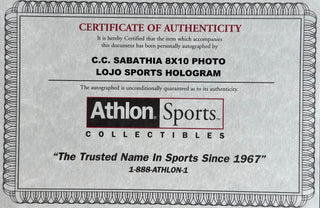 CERTIFICATE OF AUTHENTICITY
It is hereby Certified that the item which accompanies
this document has been personally autographed by
C.C. SABATHIA 8X10 PHOTO
LOJO SPORTS HOLOGRAM
The autographed is unconditionally guaranteed as to its authenticity.
Athlon Sports™
COLLECTIBLES
"The Trusted Name In Sports Since 1967"
1-888-ATHLON-1